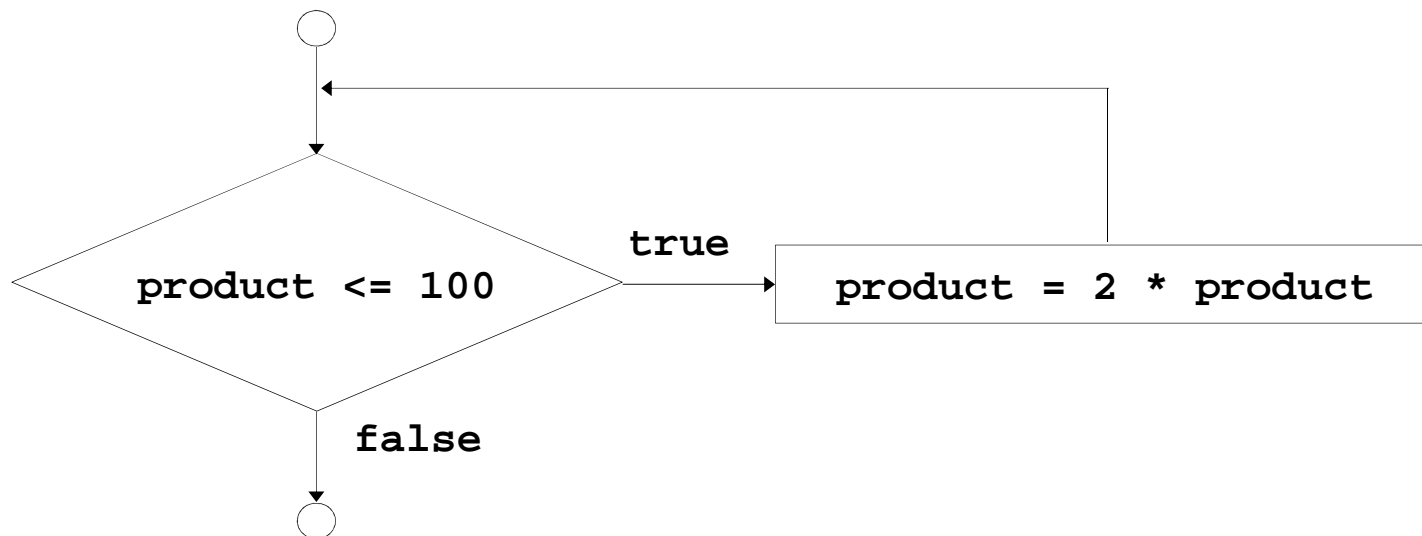 true
product <= 100
product = 2 * product
false